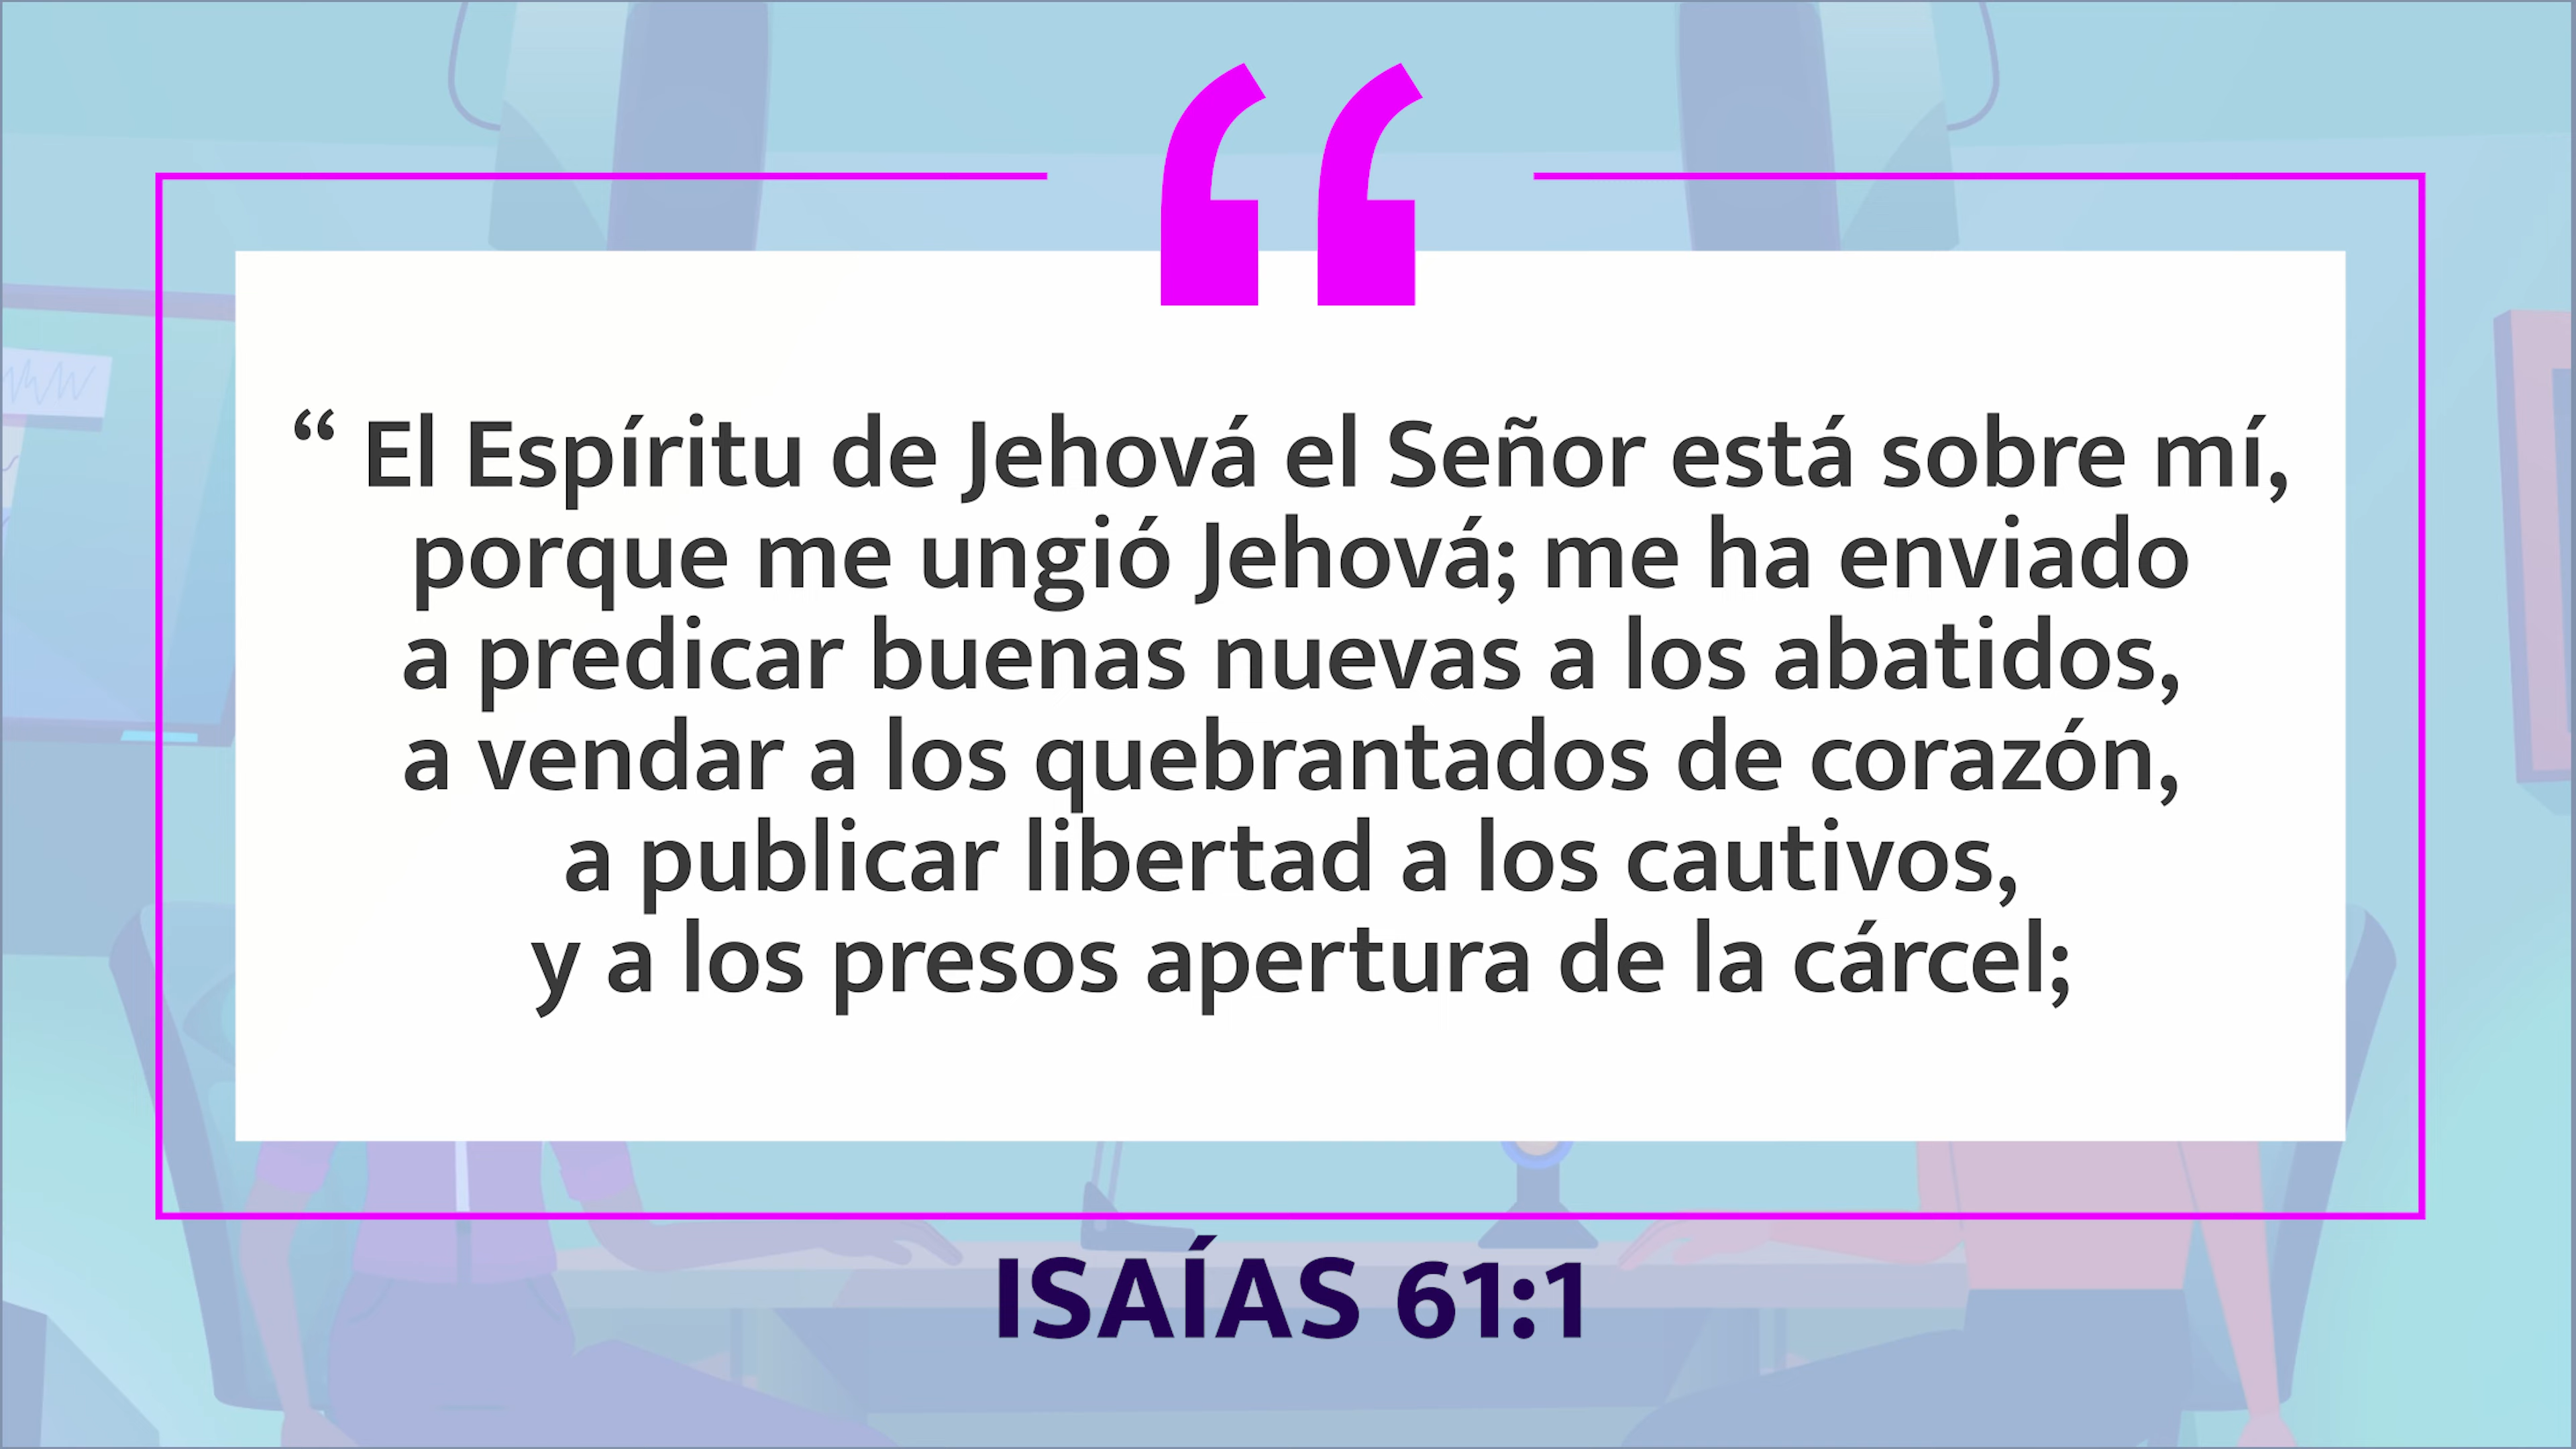 “ El Espíritu de Jehová el Señor está sobre mí,
porque me ungió Jehová; me ha enviado
a predicar buenas nuevas a los abatidos,
a vendar a los quebrantados de corazón,
a publicar libertad a los cautivos,
y a los presos apertura de la cárcel;
ISAÍAS 61:1